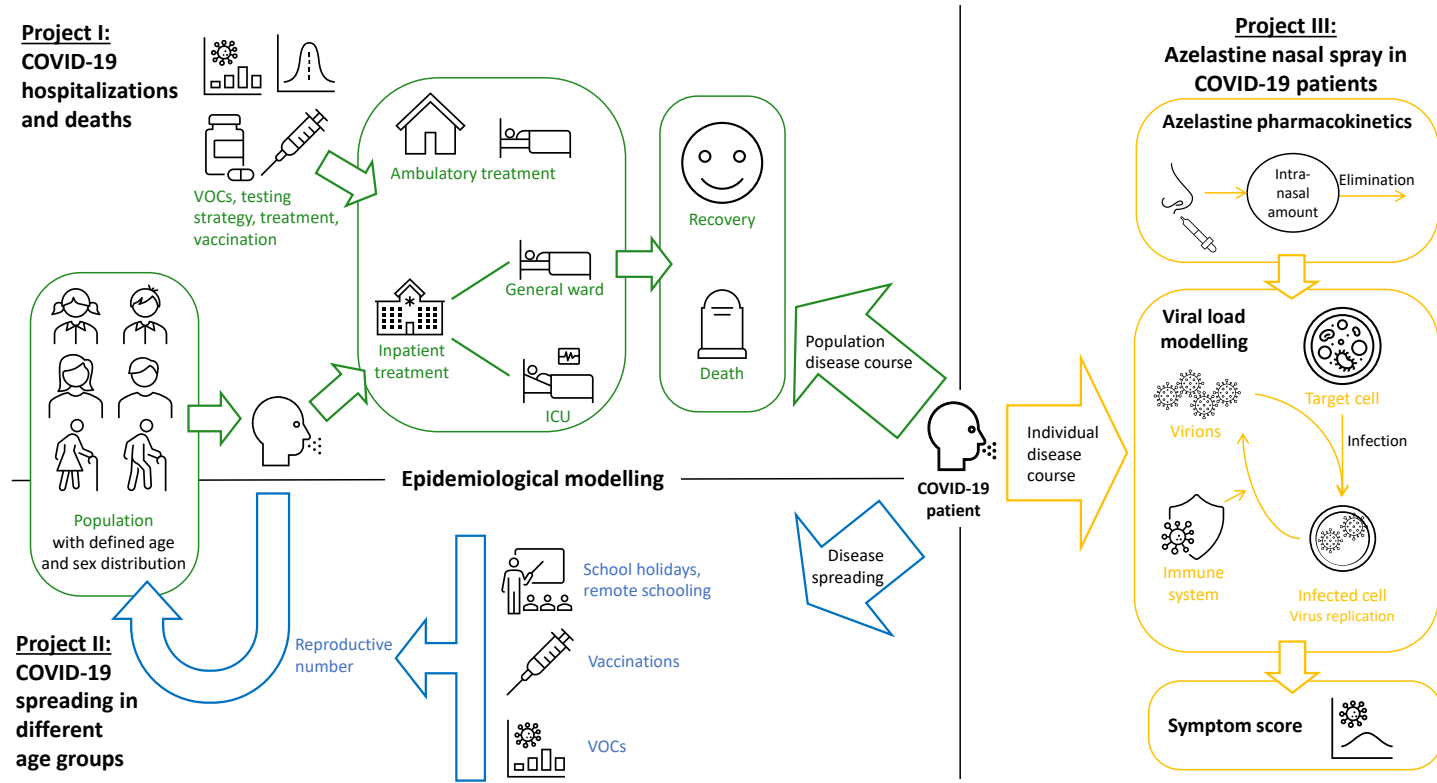 Project I:
COVID-19
hospitalizations
and deaths
VOCs, testing
strategy, treatment,
vaccination
Ambulatory treatment
General ward
Inpatient
treatment
ICU
Recovery
Death
Population
disease course
Population
with defined age
and sex distribution
Epidemiological modelling
COVID-19
patient
Project II:
COVID-19
spreading in
different
age groups
Reproductive
number
School holidays,
remote schooling
Vaccinations
VOCs
Disease
spreading
Individual
disease
course
Project III:
Azelastine nasal spray in
COVID-19 patients
Azelastine pharmacokinetics
Intra-
nasal
amount
Elimination
Viral load
modelling
Target cell
Virions
Infection
Immune
system
Infected cell
Virus replication
Symptom score